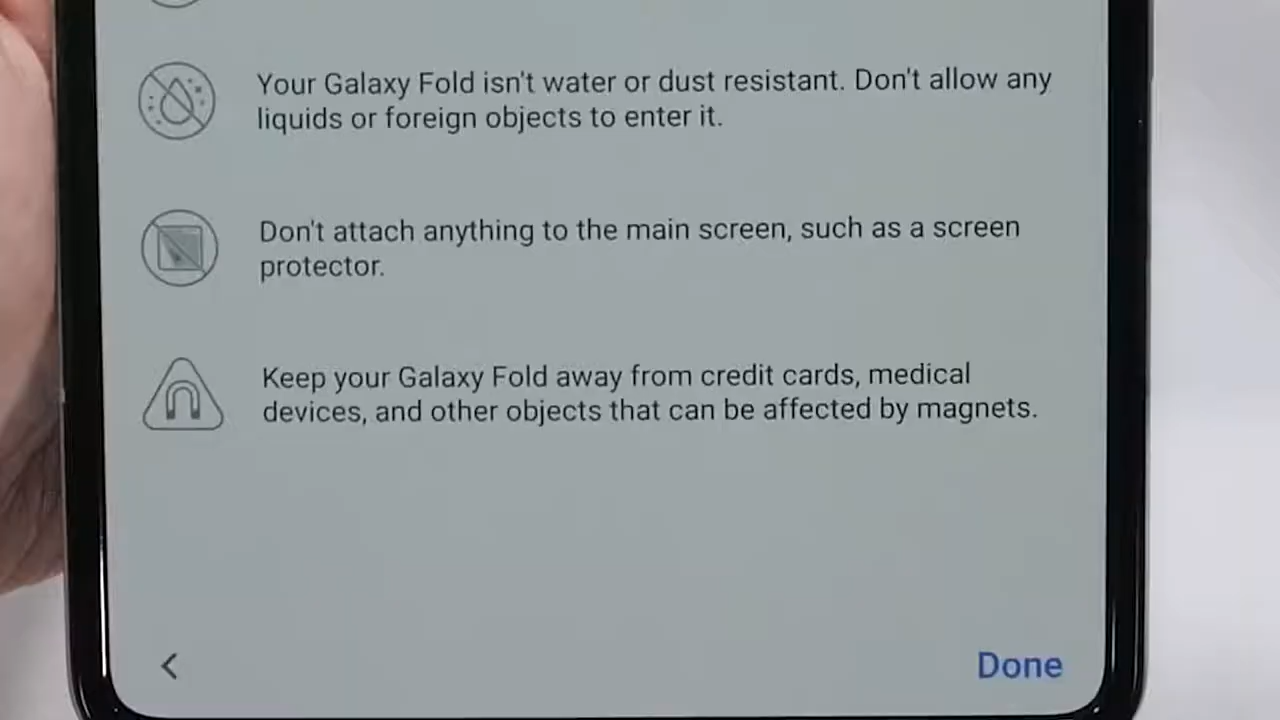 Your Galaxy Fold isn't water or dust resistant. Don't allow any
liquids or foreign objects to enter it.
Don't attach anything to the main screen, such as a screen
protector.
Keep your Galaxy Fold away from credit cards, medical
devices, and other objects that can be affected by magnets.
Done